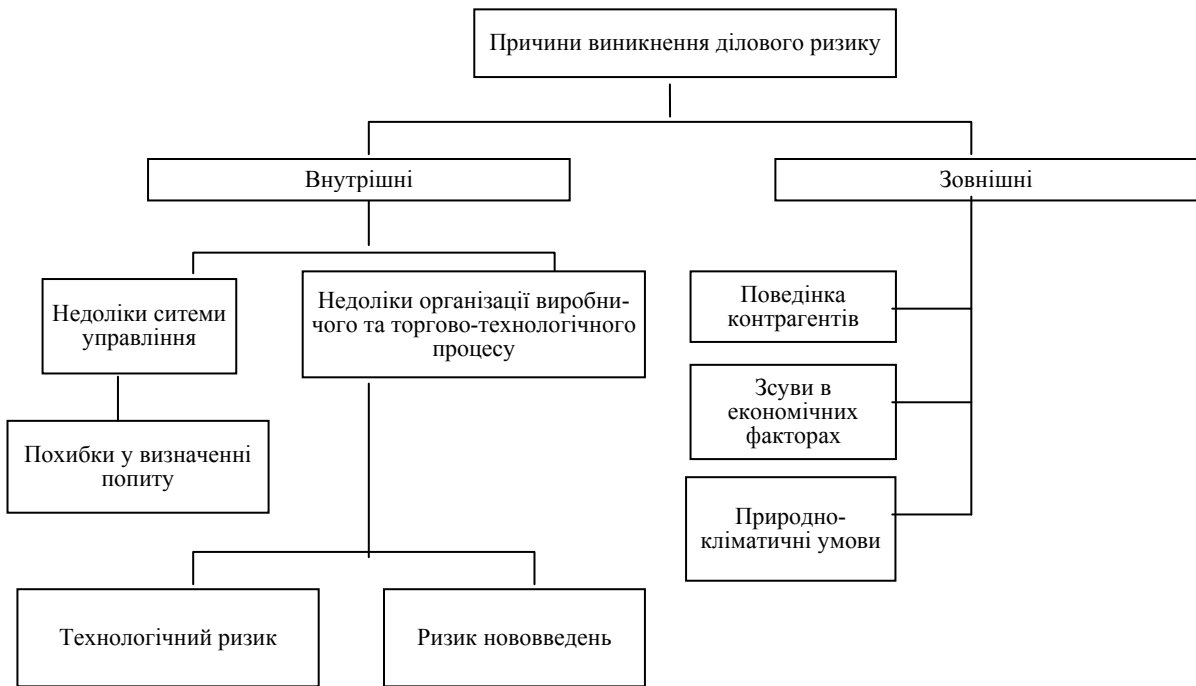 Причини виникнення ділового ризику
Внутрішні
Зовнішні
Недоліки ситеми
управління
Недоліки організації виробни-
чого та торгово-технологічного
процесу
Поведінка
контрагентів
Зсуви в
економічних
факторах
Похибки у визначенні
попиту
Природно-
кліматичні умови
Технологічний ризик
Ризик нововведень